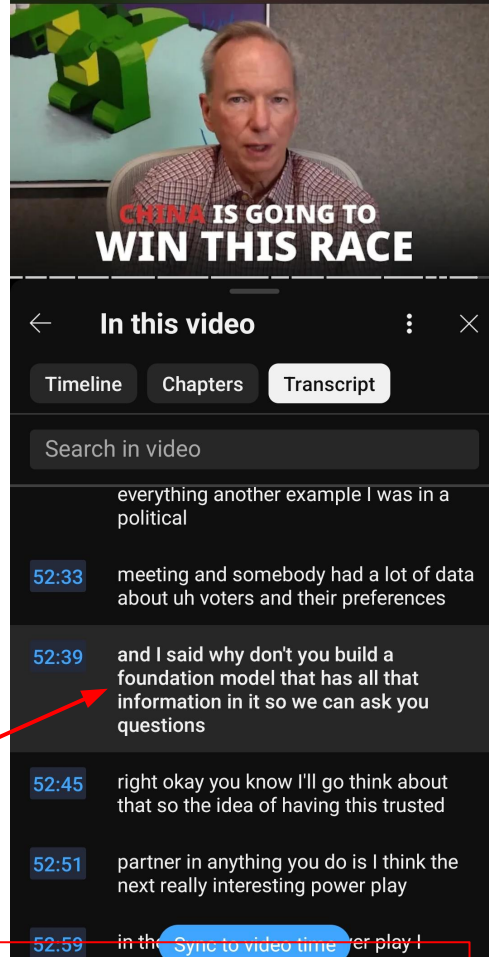 CHINA IS GOING TO
WIN THIS RACE
In this video
Timeline
Chapters
Transcript
Search in video
everything another example I was in a
political
52:33
meeting and somebody had a lot of data
about uh voters and their preferences
52:39
and I said why don't you build a
foundation model that has all that
information in it so we can ask you
questions
52:45
right okay you know I'll go think about
that so the idea of having this trusted
52:51
partner in anything you do is I think the
next really interesting power play
52:59
in the
Sync to video time
er play I